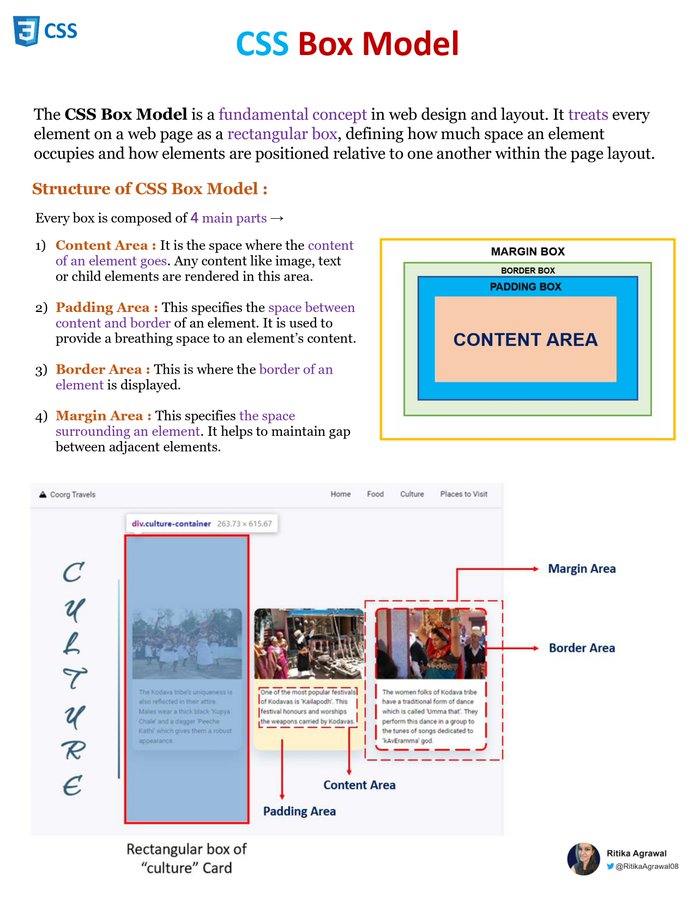 CSS
CSS Box Model
The CSS Box Model is a fundamental concept in web design and layout. It treats every
element on a web page as a rectangular box, defining how much space an element
occupies and how elements are positioned relative to one another within the page layout.
Structure of CSS Box Model :
Every box is composed of 4 main parts →
1) Content Area : It is the space where the content
of an element goes. Any content like image, text
or child elements are rendered in this area.
2) Padding Area : This specifies the space between
content and border of an element. It is used to
provide a breathing space to an element's content.
3) Border Area : This is where the border of an
element is displayed.
4) Margin Area : This specifies the space
surrounding an element. It helps to maintain gap
between adjacent elements.
MARGIN BOX
BORDER BOX
PADDING BOX
CONTENT AREA
Coorg Travels
Home Food Culture Places to Visit
div.culture-container 263.73 × 615.67
CULTURE
The Kodava tribe's uniqueness is
also reflected in their attire.
Males wear a thick black 'Kupya
Chale' and a dagger 'Peeche
Kathi' which gives them a robust
appearance.
One of the most popular festivals
of Kodavas is 'Kailapodh'. This
festival honours and worships
the weapons carried by Kodavas.
The women folks of Kodava tribe
have a traditional form of dance
which is called 'Umma that'. They
perform this dance in a group to
the tunes of songs dedicated to
'kAvEramma' god.
Margin Area
Border Area
Content Area
Padding Area
Rectangular box of
"culture" Card
Ritika Agrawal
@RitikaAgrawal08